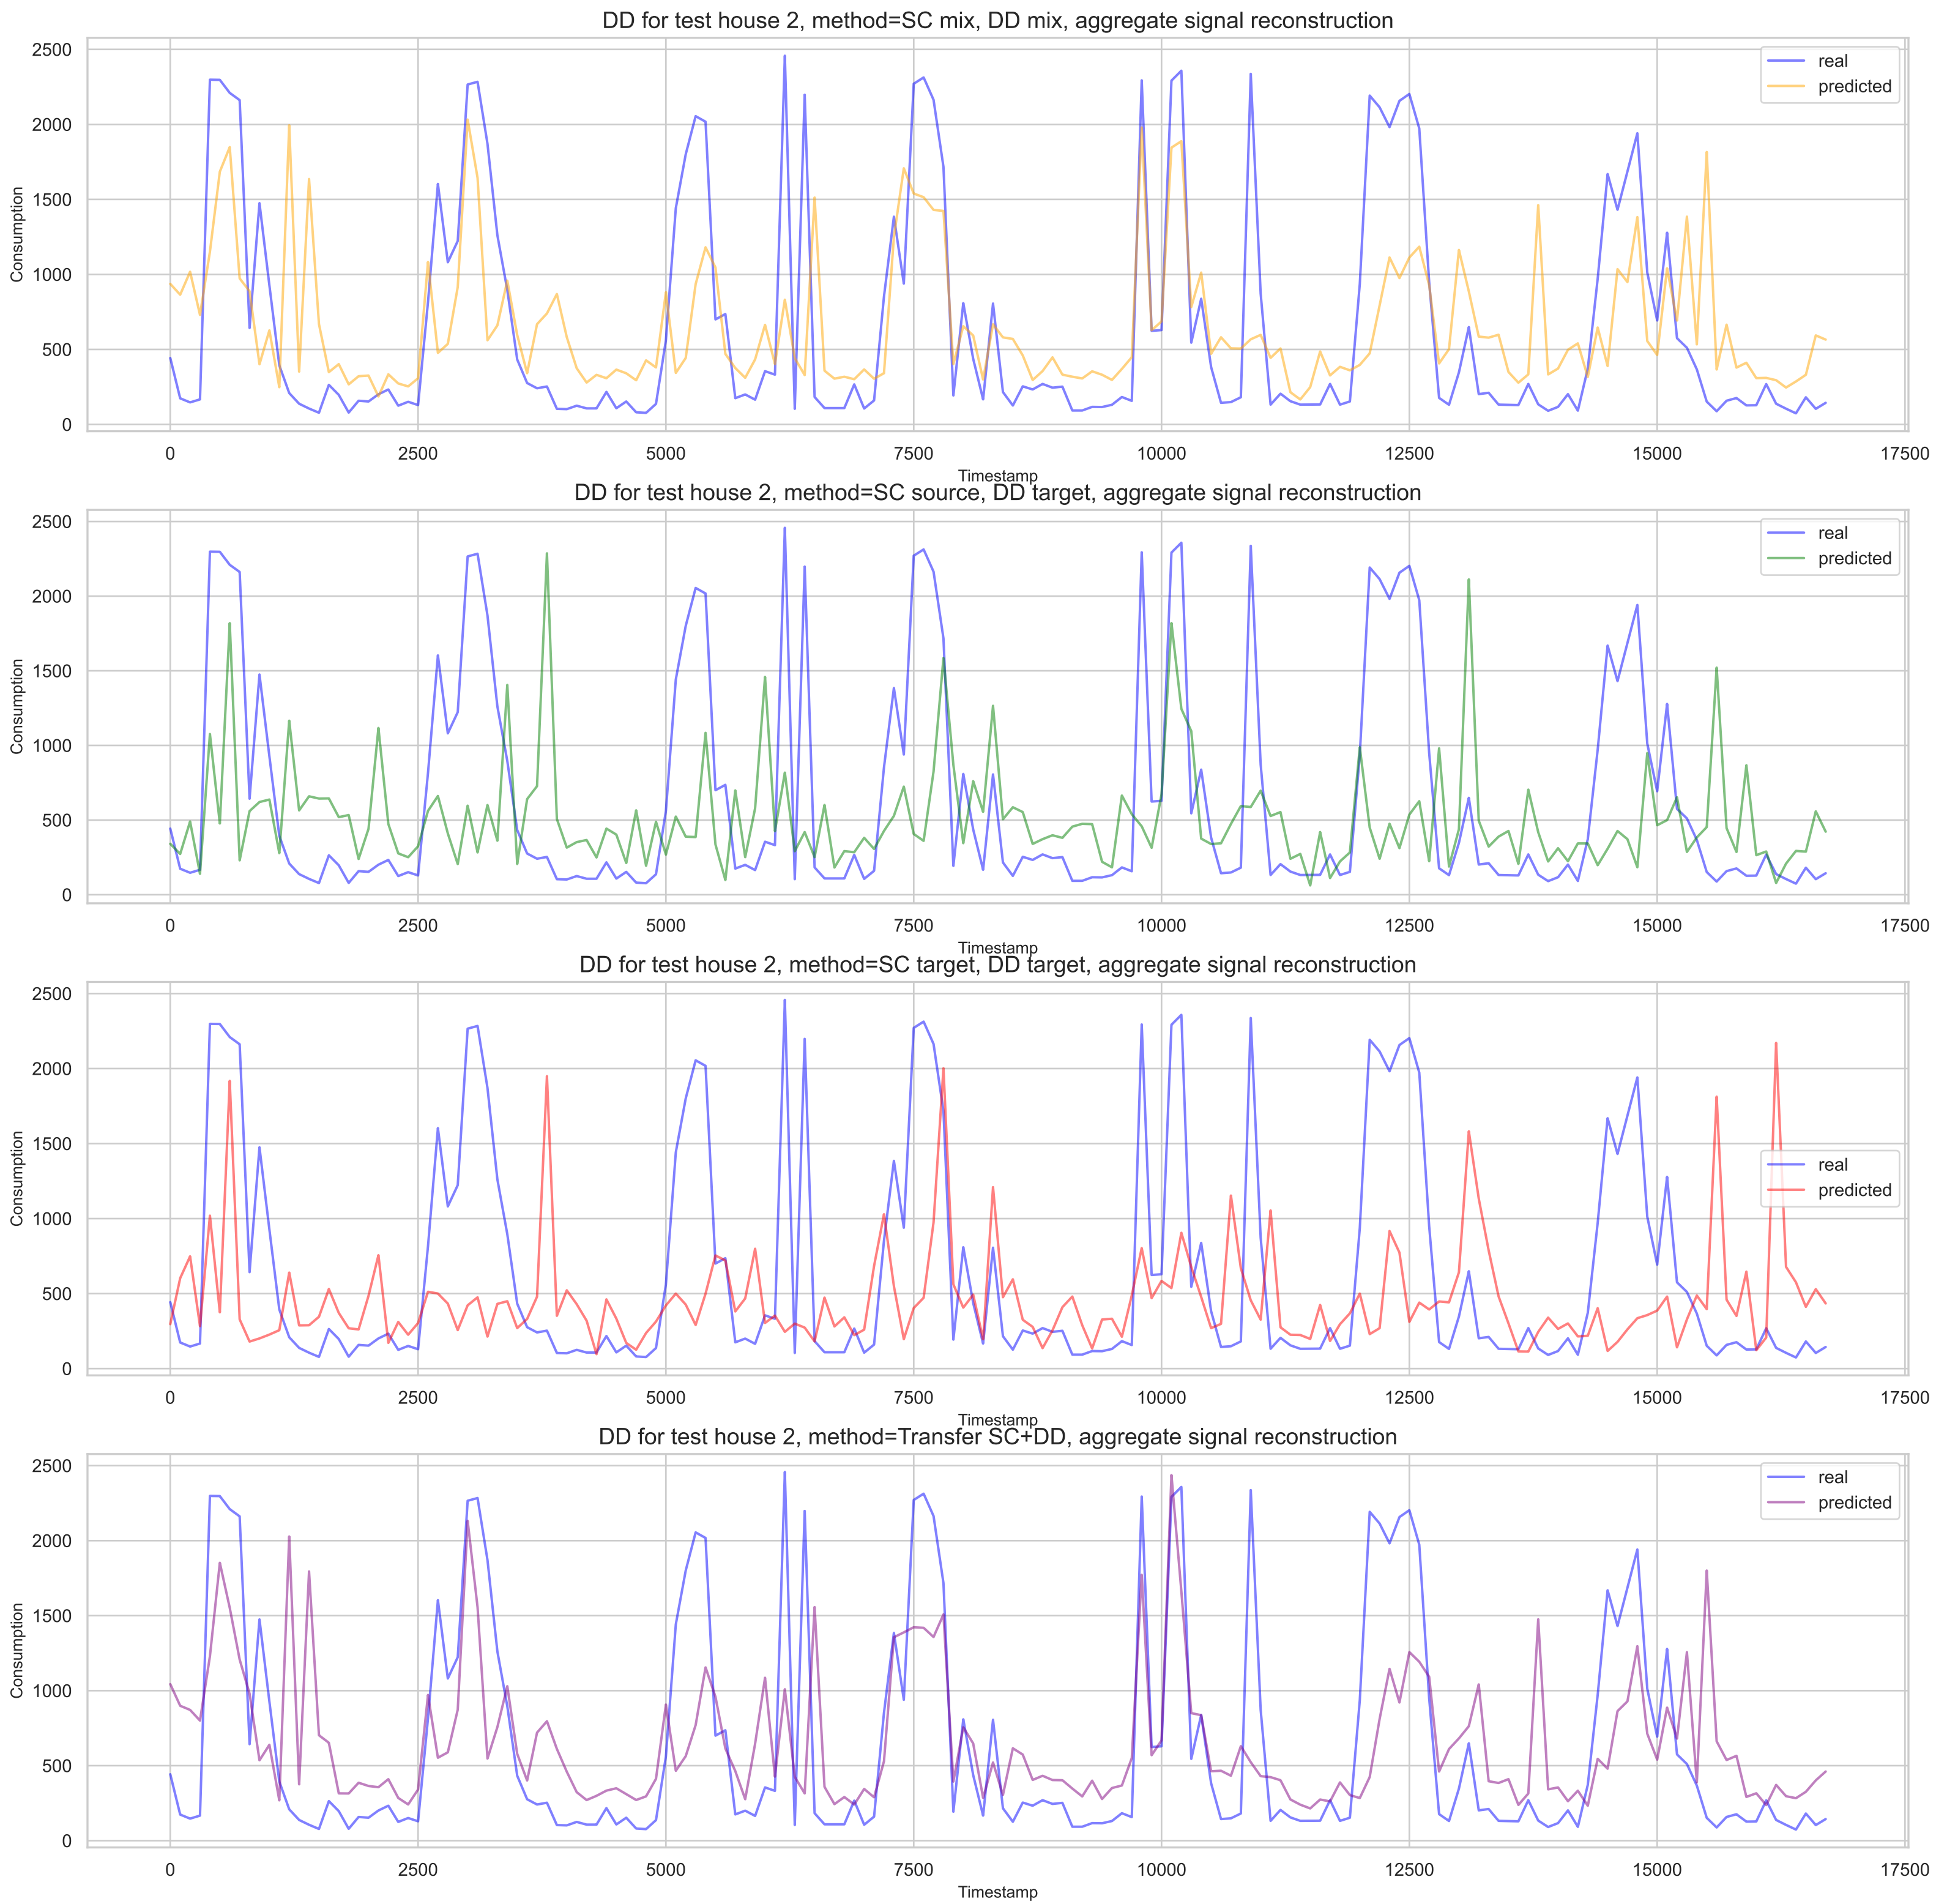 DD for test house 2, method=SC mix, DD mix, aggregate signal reconstruction
2500
2000
1500
1000
500
0
Consumption
real
predicted
0 2500 5000 7500 10000 12500 15000 17500
Timestamp
DD for test house 2, method=SC source, DD target, aggregate signal reconstruction
2500
2000
1500
1000
500
0
Consumption
real
predicted
0 2500 5000 7500 10000 12500 15000 17500
Timestamp
DD for test house 2, method=SC target, DD target, aggregate signal reconstruction
2500
2000
1500
1000
500
0
Consumption
real
predicted
0 2500 5000 7500 10000 12500 15000 17500
Timestamp
DD for test house 2, method=Transfer SC+DD, aggregate signal reconstruction
2500
2000
1500
1000
500
0
Consumption
real
predicted
0 2500 5000 7500 10000 12500 15000 17500
Timestamp